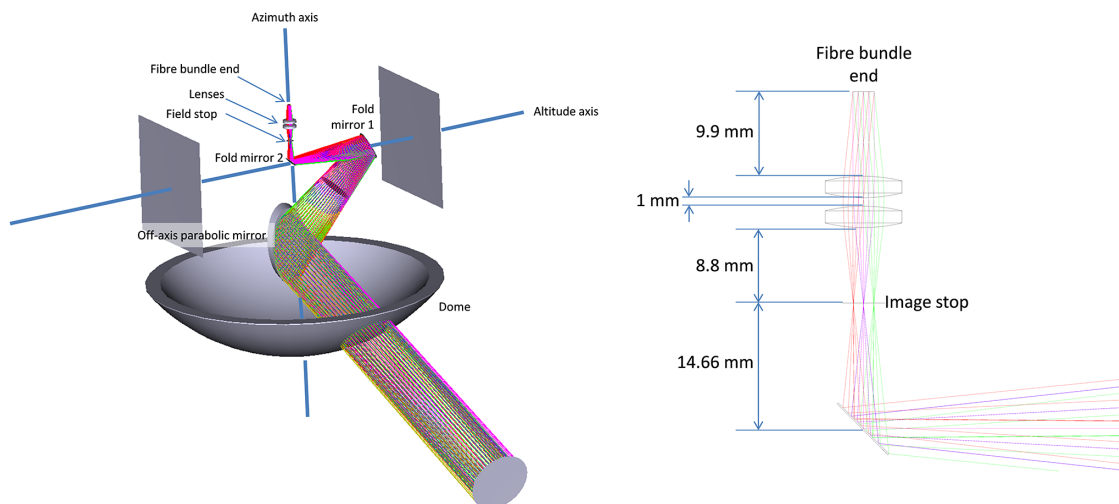 Azimuth axis
Fibre bundle end
Lenses
Field stop
Fold
mirror 1
Altitude axis
Fold mirror 2
Off-axis parabolic mirror
Dome
Fibre bundle
end
9.9 mm
1 mm
8.8 mm
Image stop
14.66 mm